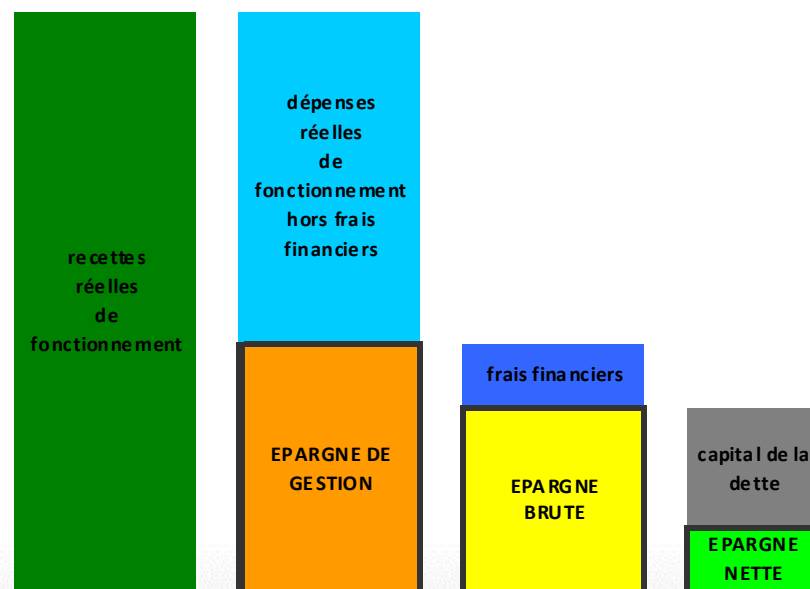 recettes
réelles
de
fonctionnement
dépenses
réelles
de
fonctionnement
hors frais
financiers
EPARGNE DE
GESTION
frais financiers
EPARGNE
BRUTE
capital de la
dette
EPARGNE
NETTE